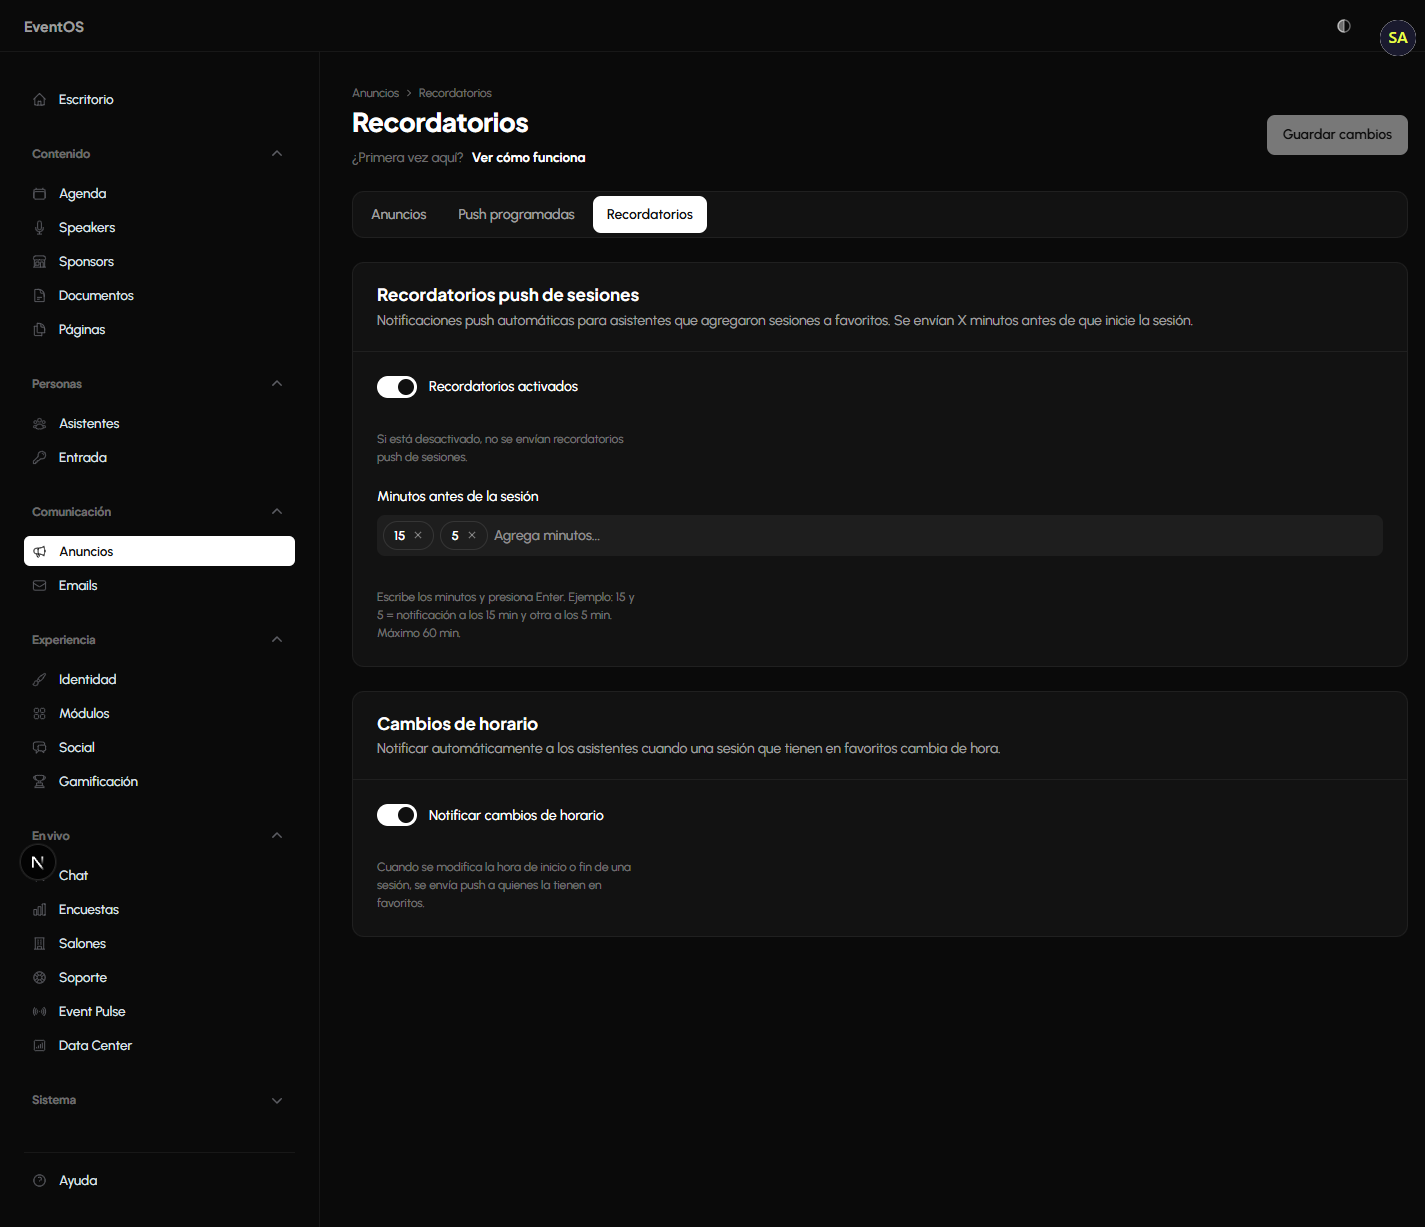 EventOS
SA
Escritorio
Contenido
Agenda
Speakers
Sponsors
Documentos
Páginas
Personas
Asistentes
Entrada
Comunicación
Anuncios
Emails
Experiencia
Identidad
Módulos
Social
Gamificación
En vivo
N
Chat
Encuestas
Salones
Soporte
Event Pulse
Data Center
Sistema
Ayuda
Anuncios > Recordatorios
Recordatorios
¿Primera vez aquí? Ver cómo funciona
Guardar cambios
Anuncios Push programadas Recordatorios
Recordatorios push de sesiones
Notificaciones push automáticas para asistentes que agregaron sesiones a favoritos. Se envían X minutos antes de que inicie la sesión.
Recordatorios activados
Si está desactivado, no se envían recordatorios
push de sesiones.
Minutos antes de la sesión
15 × 5 × Agrega minutos...
Escribe los minutos y presiona Enter. Ejemplo: 15 y
5 = notificación a los 15 min y otra a los 5 min.
Máximo 60 min.
Cambios de horario
Notificar automáticamente a los asistentes cuando una sesión que tienen en favoritos cambia de hora.
Notificar cambios de horario
Cuando se modifica la hora de inicio o fin de una
sesión, se envía push a quienes la tienen en
favoritos.